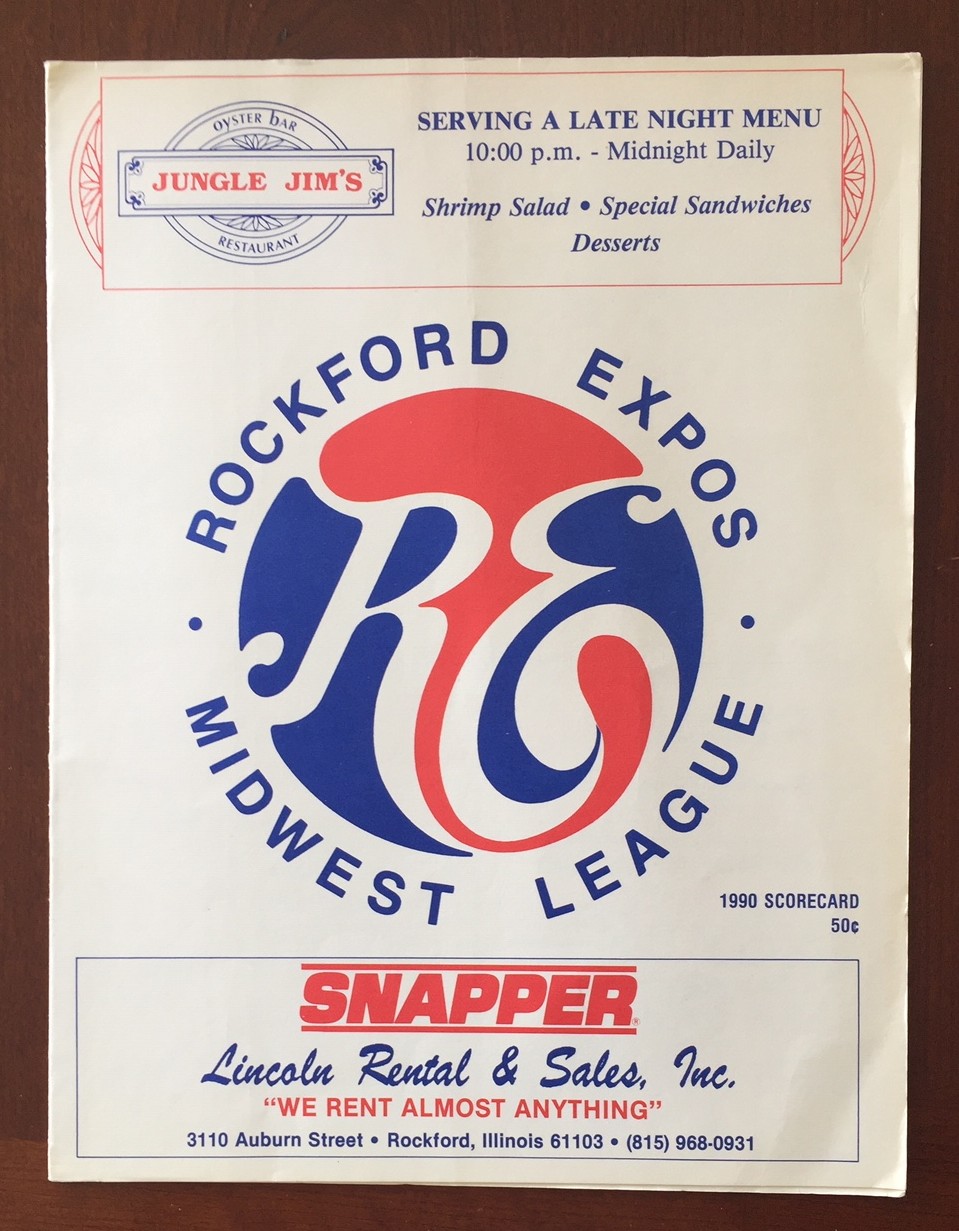 OYSTER bAR
JUNGLE JIM'S
RESTAURANT
SERVING A LATE NIGHT MENU
10:00 p.m. - Midnight Daily
Shrimp Salad • Special Sandwiches
Desserts
ROCKFORD EXPOS
RE
• MIDWEST LEAGUE •
1990 SCORECARD
50¢
SNAPPER®
Lincoln Rental & Sales, Inc.
“WE RENT ALMOST ANYTHING”
3110 Auburn Street • Rockford, Illinois 61103 • (815) 968-0931